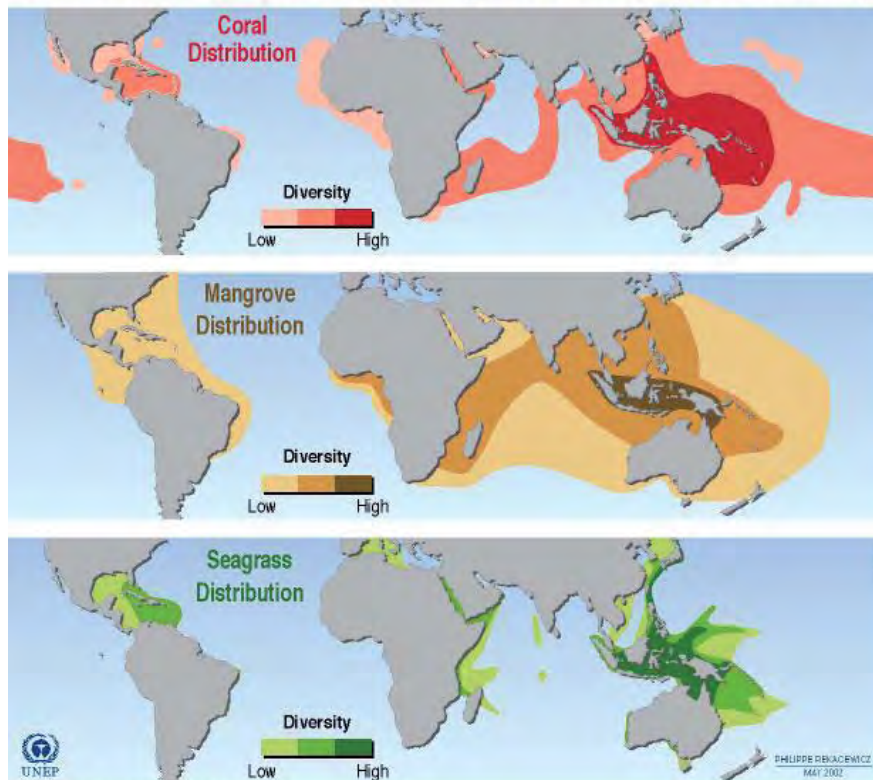 Coral
Distribution
Diversity
Low High
Mangrove
Distribution
Diversity
Low High
Seagrass
Distribution
Diversity
Low High
UNEP
PHILIPPE REKACEWICZ
MAY 2002